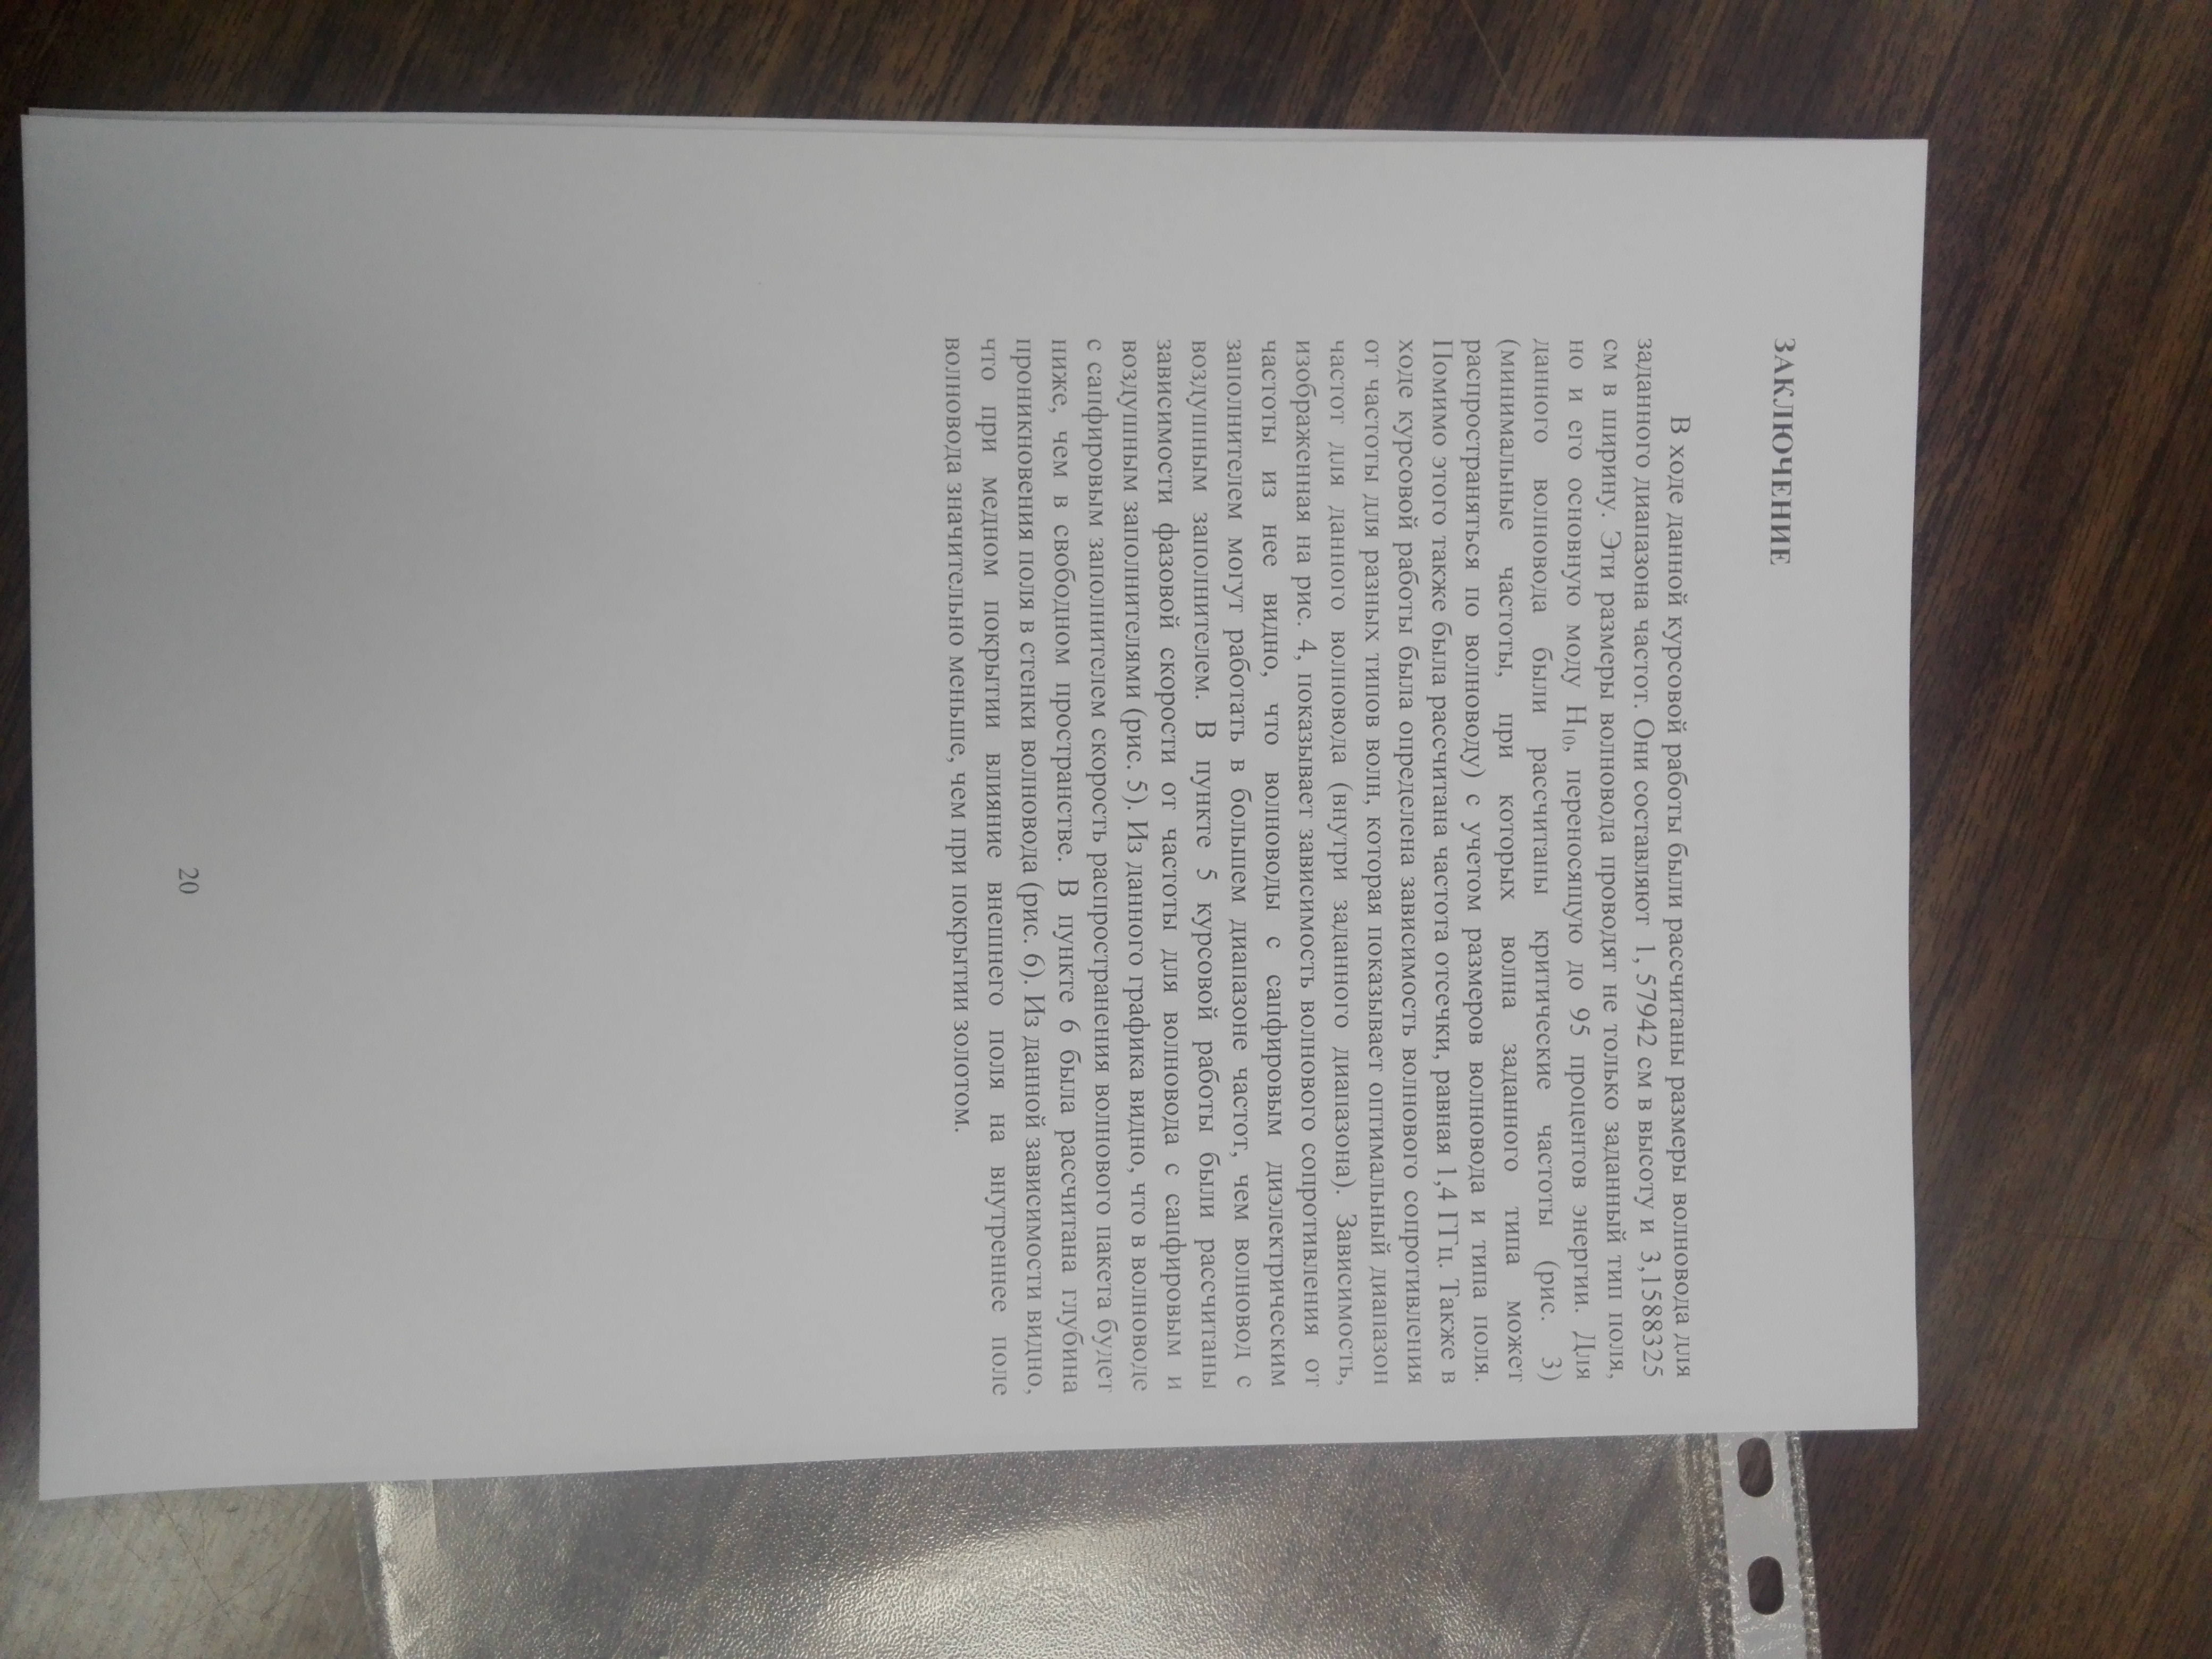 ЗАКЛЮЧЕНИЕ
В ходе данной курсовой работы были рассчитаны размеры волновода для
заданного диапазона частот. Они составляют 1, 57942 см в высоту и 3,1588325
см в ширину. Эти размеры волновода проводят не только заданный тип поля,
но и его основную моду H₁₀, переносящую до 95 процентов энергии. Для
данного волновода были рассчитаны критические частоты (рис. 3)
(минимальные частоты, при которых волна заданного типа может
распространяться по волноводу) с учетом размеров волновода и типа поля.
Помимо этого также была рассчитана частота отсечки, равная 1,4 ГГц. Также в
ходе курсовой работы была определена зависимость волнового сопротивления
от частоты для разных типов волн, которая показывает оптимальный диапазон
частот для данного волновода (внутри заданного диапазона). Зависимость,
изображенная на рис. 4, показывает зависимость волнового сопротивления от
частоты из нее видно, что волноводы с сапфировым диэлектрическим
заполнителем могут работать в большем диапазоне частот, чем волновод с
воздушным заполнителем. В пункте 5 курсовой работы были рассчитаны
зависимости фазовой скорости от частоты для волновода с сапфировым и
воздушным заполнителями (рис. 5). Из данного графика видно, что в волноводе
с сапфировым заполнителем скорость распространения волнового пакета будет
ниже, чем в свободном пространстве. В пункте 6 была рассчитана глубина
проникновения поля в стенки волновода (рис. 6). Из данной зависимости видно,
что при медном покрытии влияние внешнего поля на внутреннее поле
волновода значительно меньше, чем при покрытии золотом.
20